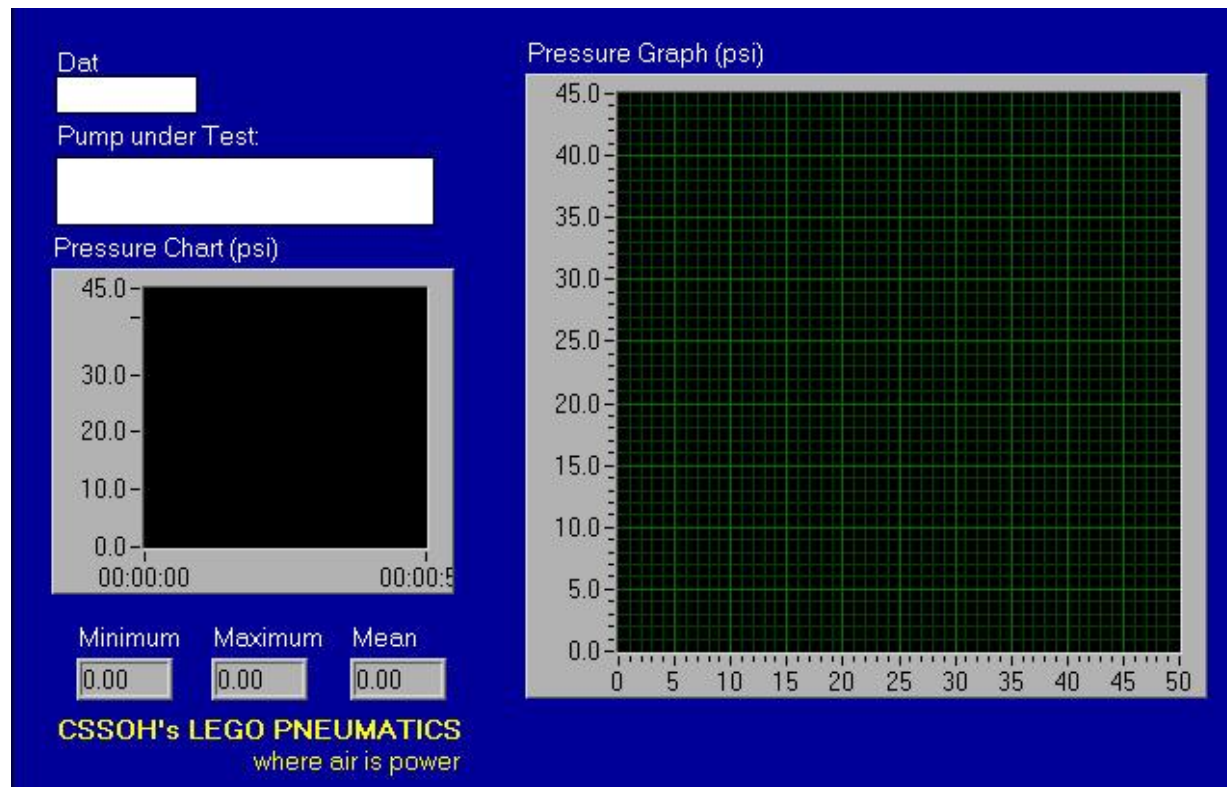 Dat
Pump under Test:
Pressure Chart (psi)
45.0
30.0
20.0
10.0
0.0
00:00:00 00:00:5
Minimum Maximum Mean
0.00 0.00 0.00
CSSOH's LEGO PNEUMATICS
where air is power
Pressure Graph (psi)
45.0
40.0
35.0
30.0
25.0
20.0
15.0
10.0
5.0
0.0
0 5 10 15 20 25 30 35 40 45 50